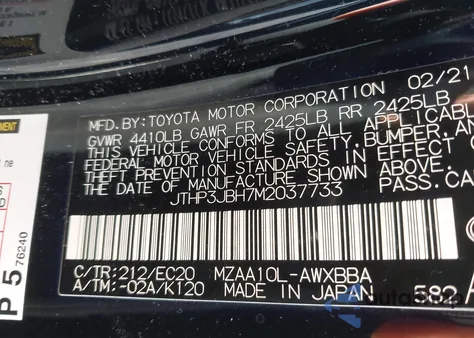 MFD.BY:TOYOTA MOTOR CORPORATION 02/21
GVWR 4410LB GAWR FR 2425LB RR 2425LB
THIS VEHICLE CONFORMS TO ALL APPLICABL
FEDERAL MOTOR VEHICLE SAFETY, BUMPER, AN
THEFT PREVENTION STANDARDS IN EFFECT O
DATE OF MANUFACTURE SHOWN ABOVE.
JTHP3JBH7M2037733 PASS.CA
C/TR:212/EC20 MZAA10L-AWXBBA
A/TM:-02A/K120 MADE IN JAPAN 582
P 5 76240